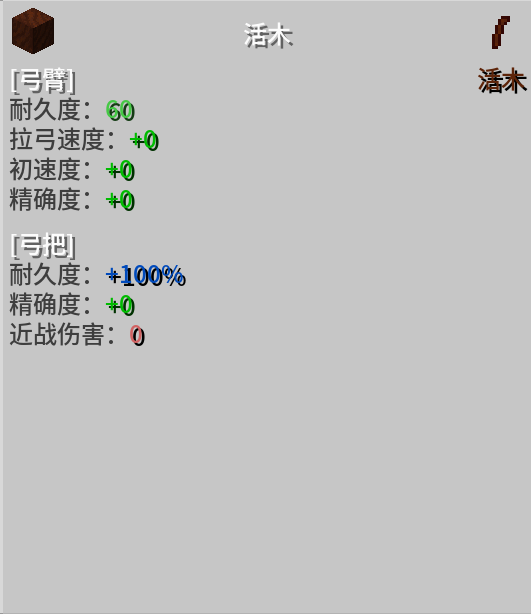 活木
活木
[弓臂]
耐久度：60
拉弓速度：+0
初速度：+0
精确度：+0
[弓把]
耐久度：+100%
精确度：+0
近战伤害：0